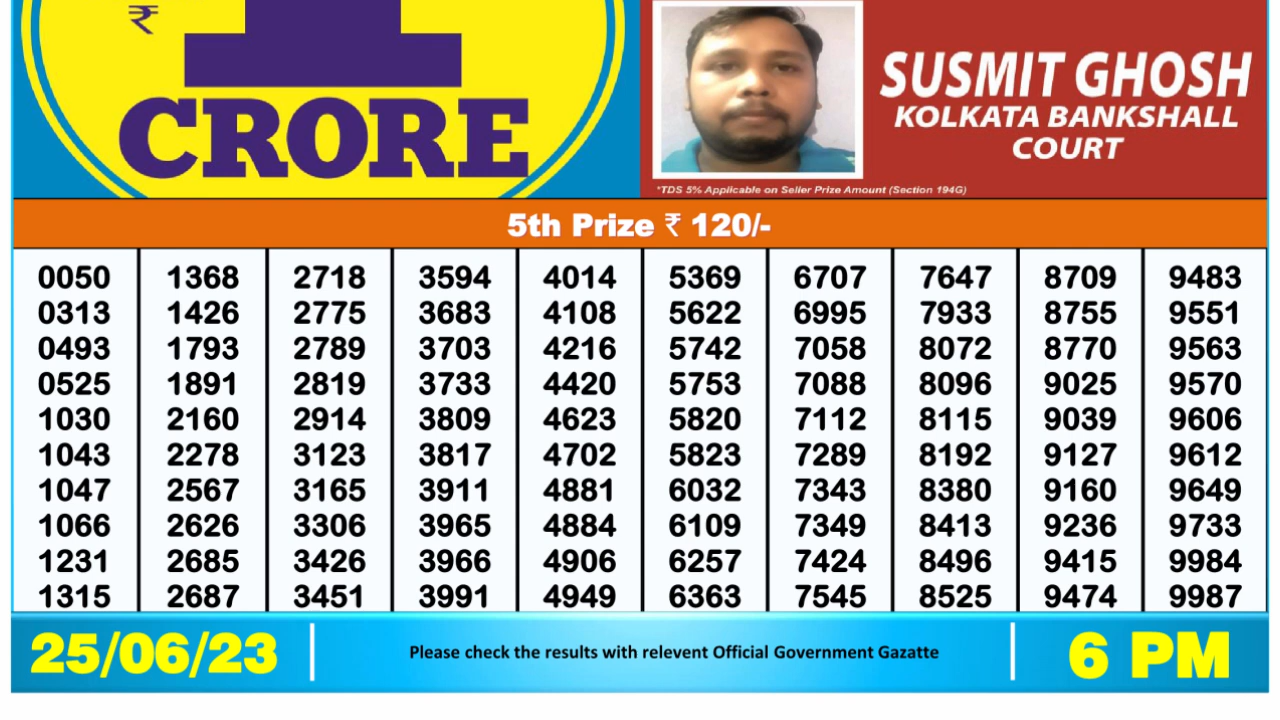 ₹
1
CRORE
SUSMIT GHOSH
KOLKATA BANKSHALL
COURT
*TDS 5% Applicable on Seller Prize Amount (Section 194G)
5th Prize ₹ 120/-
0050 1368 2718 3594 4014 5369 6707 7647 8709 9483
0313 1426 2775 3683 4108 5622 6995 7933 8755 9551
0493 1793 2789 3703 4216 5742 7058 8072 8770 9563
0525 1891 2819 3733 4420 5753 7088 8096 9025 9570
1030 2160 2914 3809 4623 5820 7112 8115 9039 9606
1043 2278 3123 3817 4702 5823 7289 8192 9127 9612
1047 2567 3165 3911 4881 6032 7343 8380 9160 9649
1066 2626 3306 3965 4884 6109 7349 8413 9236 9733
1231 2685 3426 3966 4906 6257 7424 8496 9415 9984
1315 2687 3451 3991 4949 6363 7545 8525 9474 9987
25/06/23
Please check the results with relevent Official Government Gazatte
6 PM